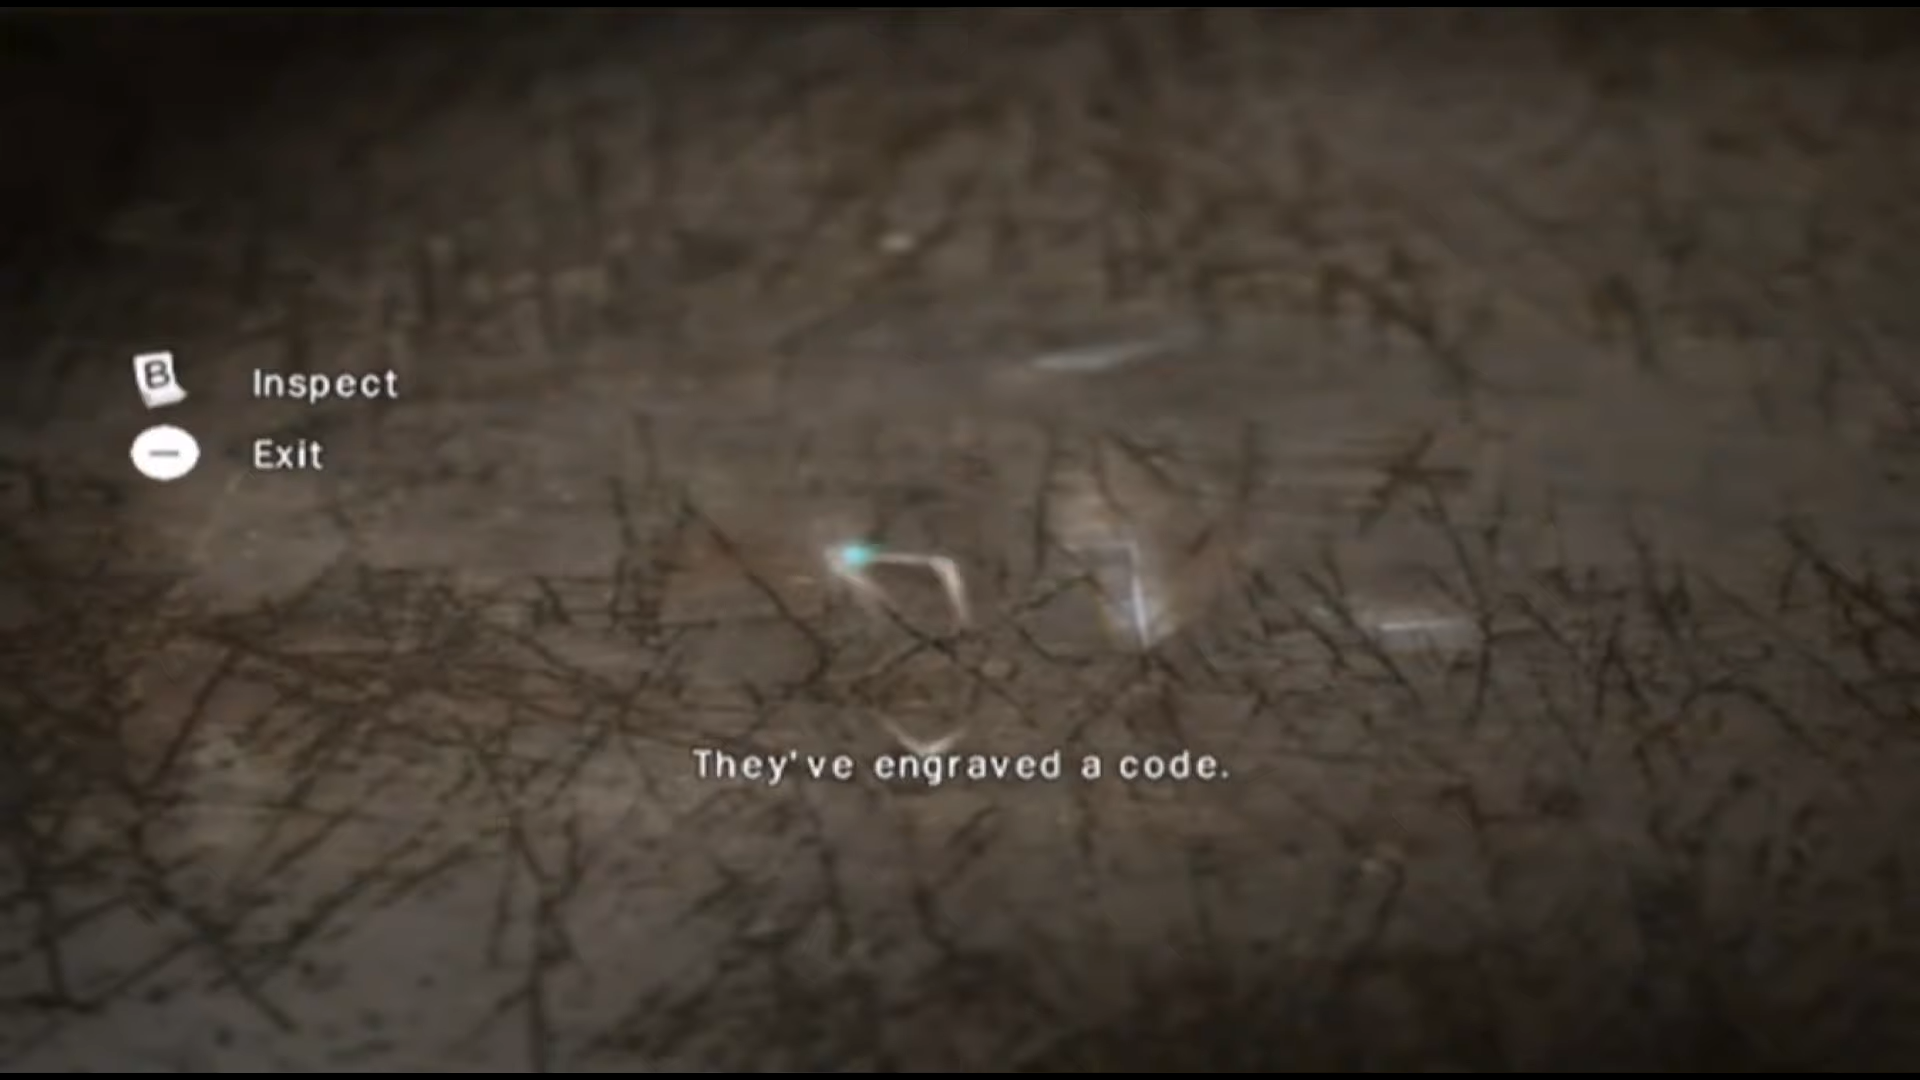 B Inspect
– Exit
They've engraved a code.